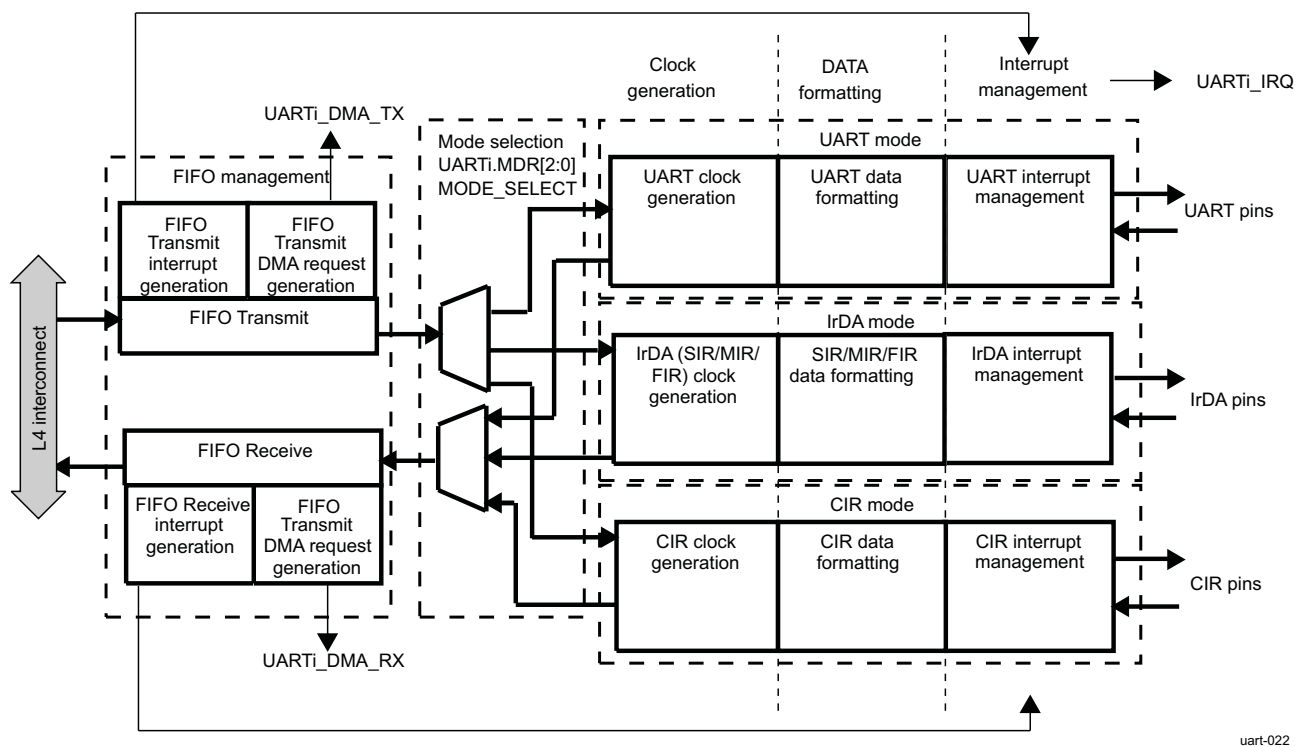 Clock
generation
DATA
formatting
Interrupt
management
UARTi_IRQ
UARTi_DMA_TX
Mode selection
UARTi.MDR[2:0]
MODE_SELECT
FIFO management
FIFO
Transmit
interrupt
generation
FIFO
Transmit
DMA request
generation
FIFO Transmit
L4 interconnect
FIFO Receive
FIFO Receive
interrupt
generation
FIFO
Transmit
DMA request
generation
UARTi_DMA_RX
UART mode
UART clock
generation
UART data
formatting
UART interrupt
management
UART pins
IrDA mode
IrDA (SIR/MIR/
FIR) clock
generation
SIR/MIR/FIR
data formatting
IrDA interrupt
management
IrDA pins
CIR mode
CIR clock
generation
CIR data
formatting
CIR interrupt
management
CIR pins
uart-022